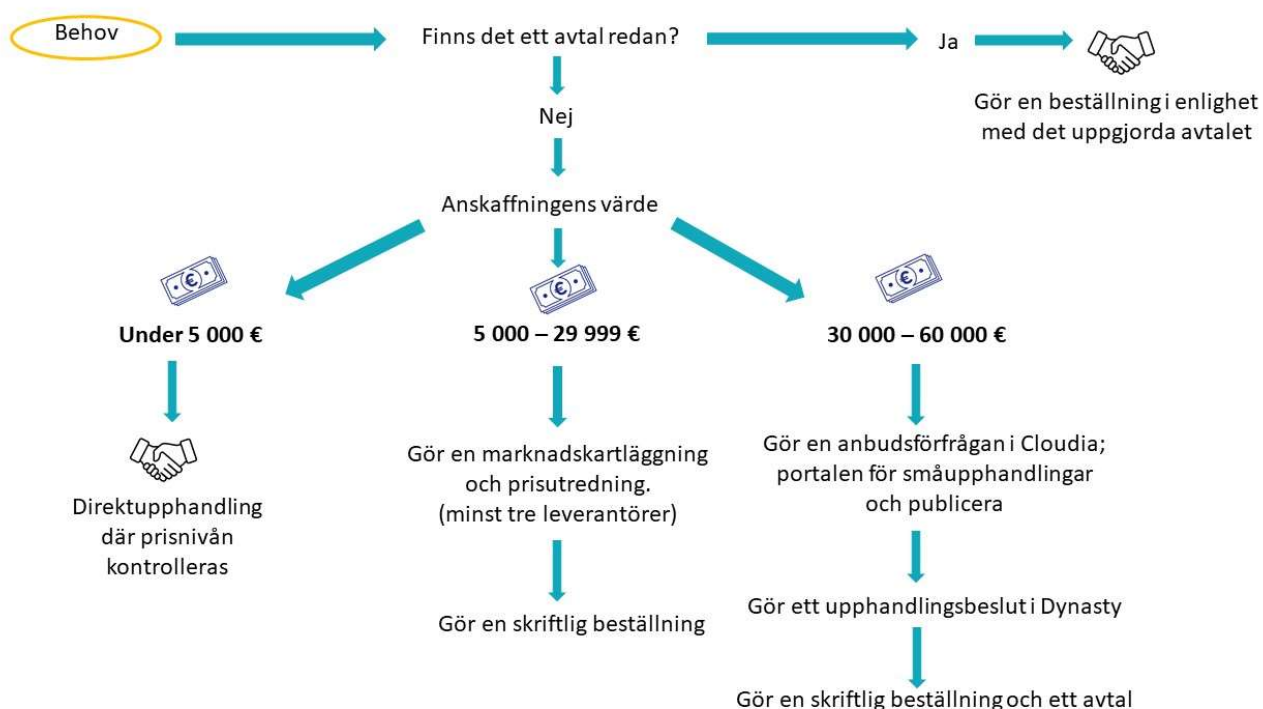 Behov
Finns det ett avtal redan?
Ja
Gör en beställning i enlighet
med det uppgjorda avtalet
Nej
Anskaffningens värde
€
€
€
Under 5 000 €
5 000 – 29 999 €
30 000 – 60 000 €
Direktupphandling
där prisnivån
kontrolleras
Gör en marknadskartläggning
och prisutredning.
(minst tre leverantörer)
Gör en skriftlig beställning
Gör en anbudsförfrågan i Cloudia;
portalen för småupphandlingar
och publicera
Gör ett upphandlingsbeslut i Dynasty
Gör en skriftlig beställning och ett avtal